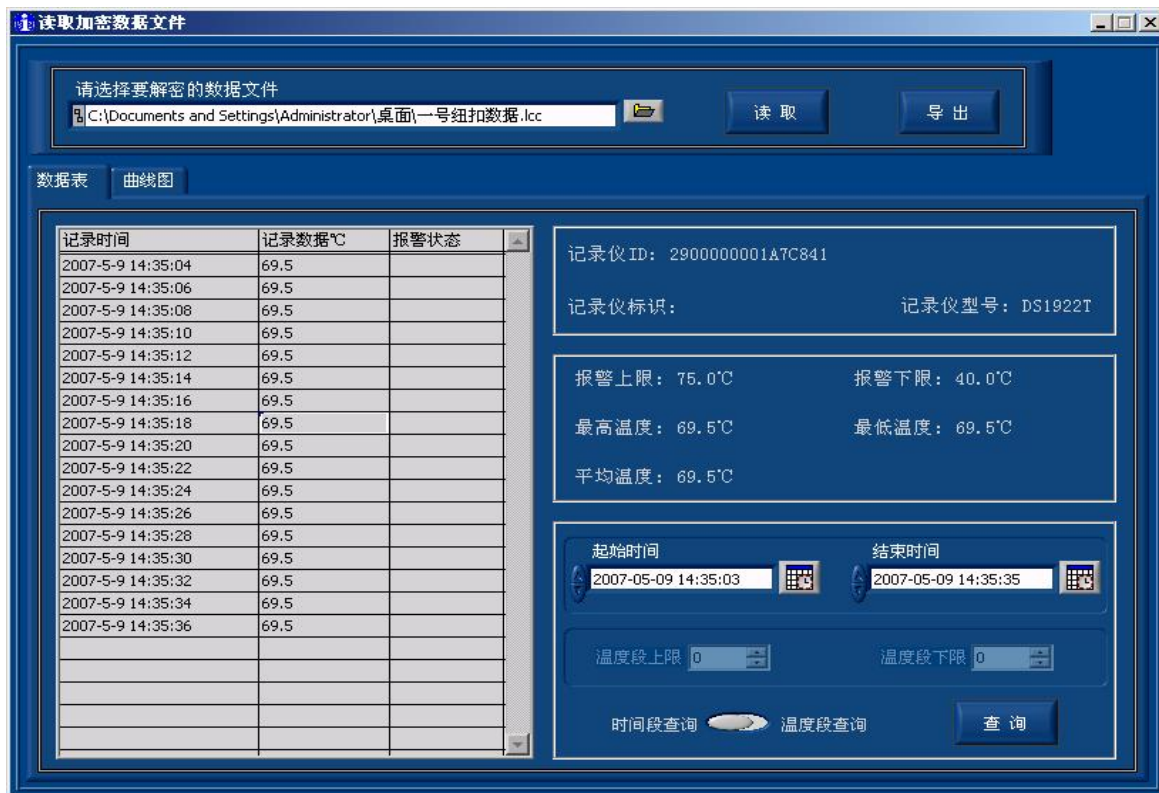 读取加密数据文件
请选择要解密的数据文件
C:\Documents and Settings\Administrator\桌面\一号纽扣数据.lcc
读 取
导 出
数据表 曲线图
记录时间 记录数据℃ 报警状态
2007-5-9 14:35:04 69.5
2007-5-9 14:35:06 69.5
2007-5-9 14:35:08 69.5
2007-5-9 14:35:10 69.5
2007-5-9 14:35:12 69.5
2007-5-9 14:35:14 69.5
2007-5-9 14:35:16 69.5
2007-5-9 14:35:18 69.5
2007-5-9 14:35:20 69.5
2007-5-9 14:35:22 69.5
2007-5-9 14:35:24 69.5
2007-5-9 14:35:26 69.5
2007-5-9 14:35:28 69.5
2007-5-9 14:35:30 69.5
2007-5-9 14:35:32 69.5
2007-5-9 14:35:34 69.5
2007-5-9 14:35:36 69.5
记录仪ID: 2900000001A7C841
记录仪标识: 记录仪型号: DS1922T
报警上限: 75.0℃ 报警下限: 40.0℃
最高温度: 69.5℃ 最低温度: 69.5℃
平均温度: 69.5℃
起始时间 结束时间
2007-05-09 14:35:03 2007-05-09 14:35:35
温度段上限 0 温度段下限 0
时间段查询 温度段查询 查 询